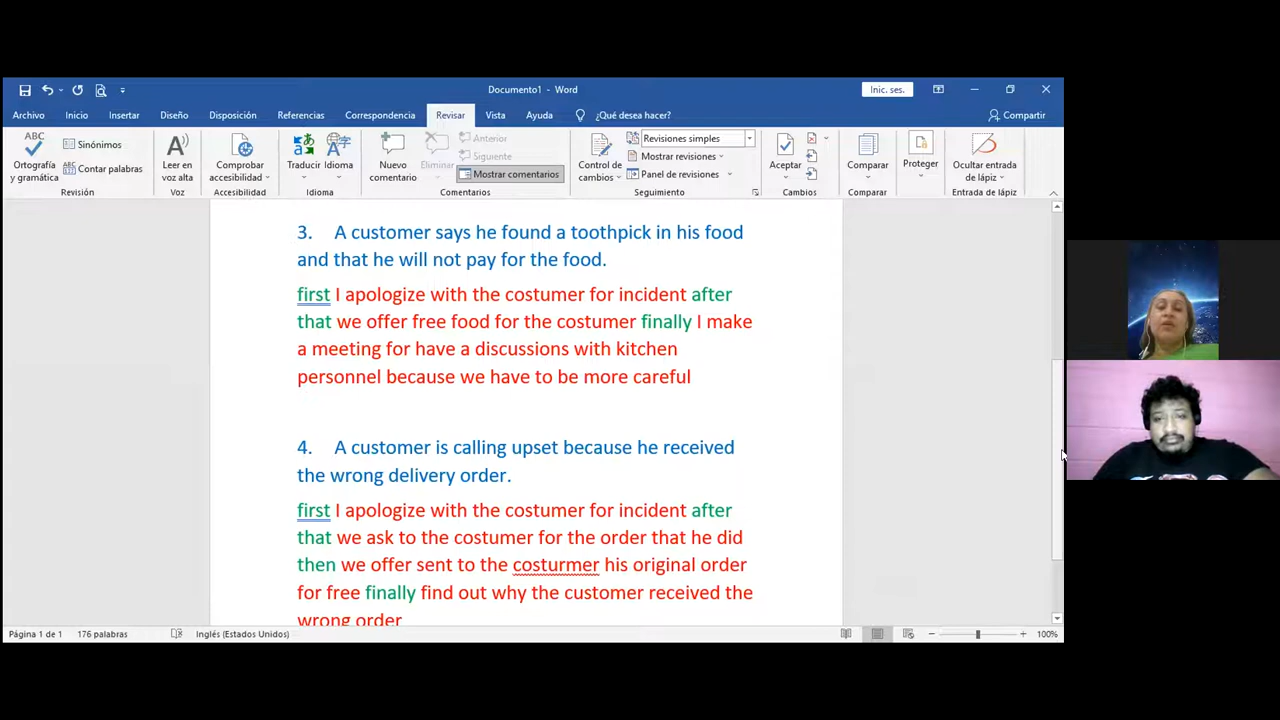 Documento1 - Word
Inic. ses.
Archivo Inicio Insertar Diseño Disposición Referencias Correspondencia Revisar Vista Ayuda ¿Qué desea hacer? Compartir
ABC Ortografía y gramática
Sinónimos
Contar palabras
Revisión
Leer en voz alta
Voz
Comprobar accesibilidad
Accesibilidad
Traducir Idioma
Idioma
Nuevo comentario
Eliminar
Anterior
Siguiente
Mostrar comentarios
Comentarios
Control de cambios
Revisiones simples
Mostrar revisiones
Panel de revisiones
Seguimiento
Aceptar
Cambios
Comparar
Comparar
Proteger
Ocultar entrada de lápiz
Entrada de lápiz
3. A customer says he found a toothpick in his food
and that he will not pay for the food.
first I apologize with the costumer for incident after
that we offer free food for the costumer finally I make
a meeting for have a discussions with kitchen
personnel because we have to be more careful
4. A customer is calling upset because he received
the wrong delivery order.
first I apologize with the costumer for incident after
that we ask to the costumer for the order that he did
then we offer sent to the costurmer his original order
for free finally find out why the customer received the
wrong order
Página 1 de 1 176 palabras Inglés (Estados Unidos) 100%